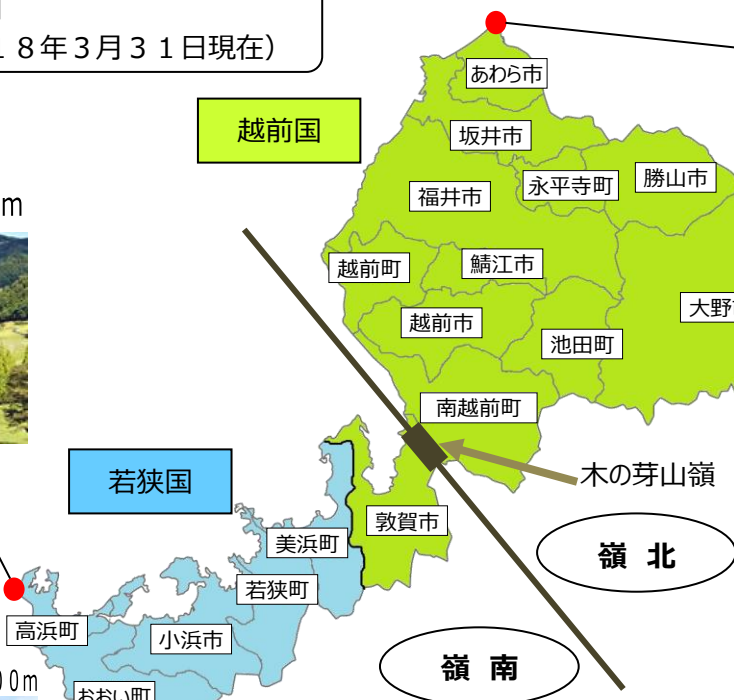 １８年３月３１日現在）
あわら市
越前国
坂井市
永平寺町
勝山市
福井市
m
越前町
鯖江市
大野
越前市
池田町
南越前町
木の芽山嶺
若狭国
敦賀市
美浜町
嶺 北
若狭町
高浜町
小浜市
嶺 南
00m
おおい町